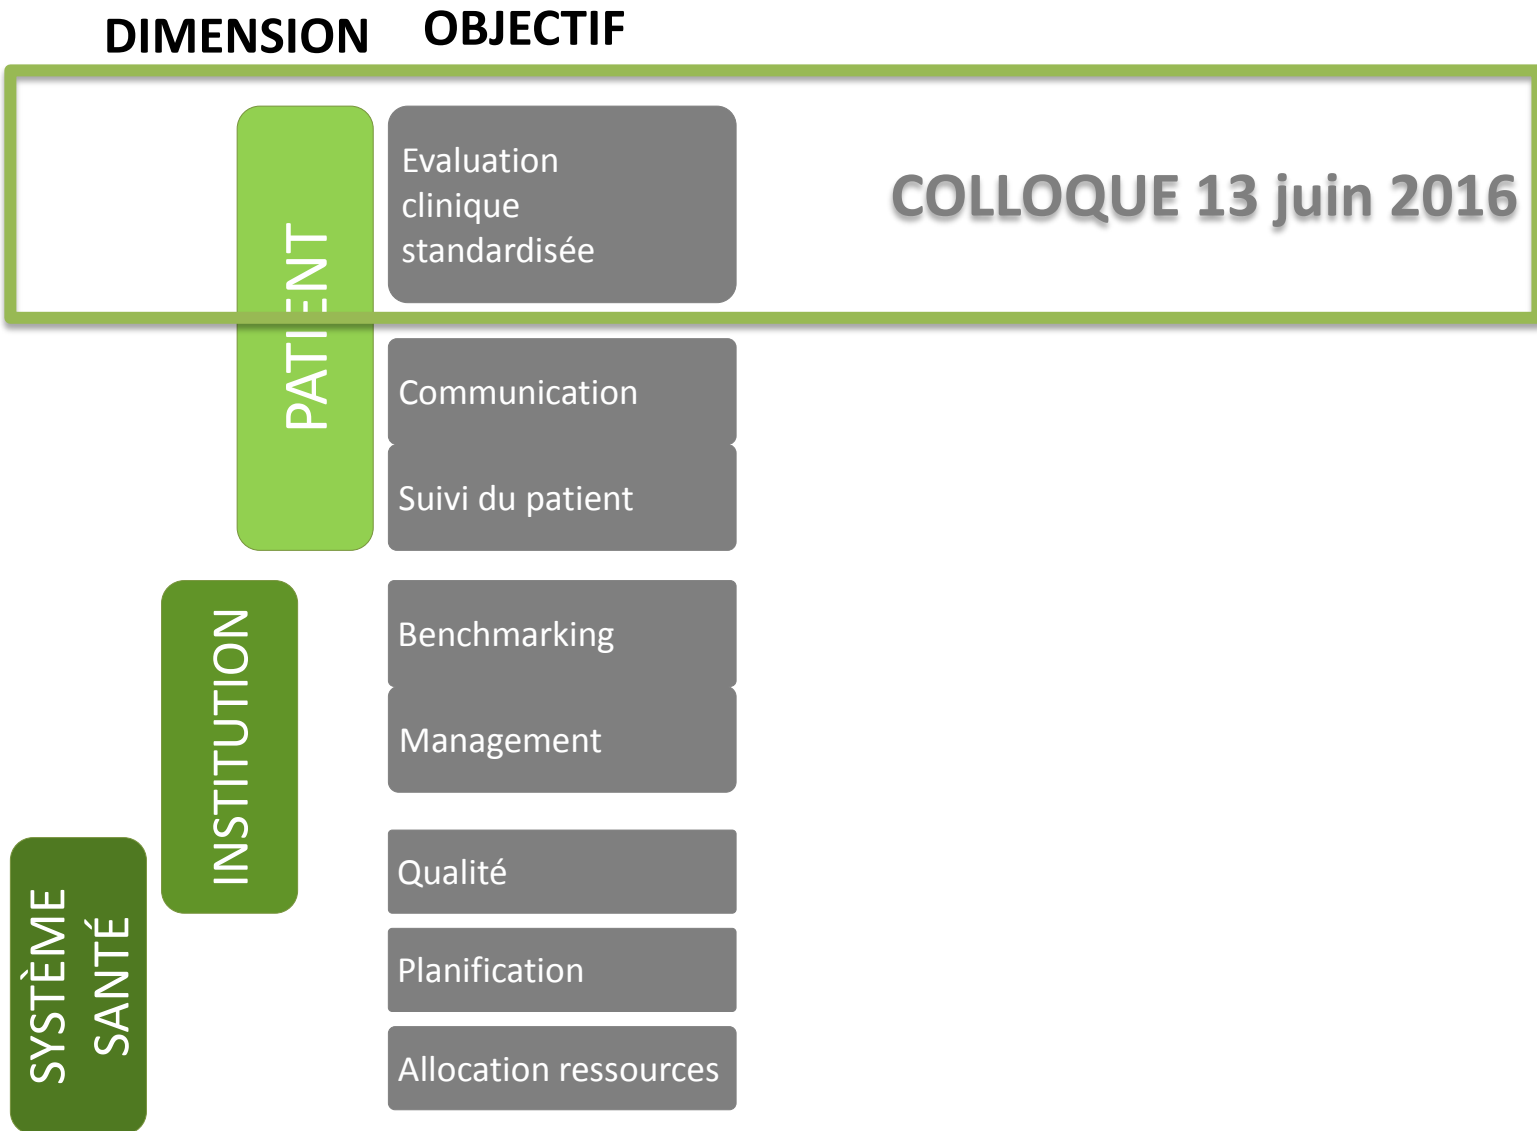 DIMENSION OBJECTIF
PATIENT
Evaluation
clinique
standardisée
COLLOQUE 13 juin 2016
Communication
Suivi du patient
INSTITUTION
Benchmarking
Management
SYSTÈME
SANTÉ
Qualité
Planification
Allocation ressources